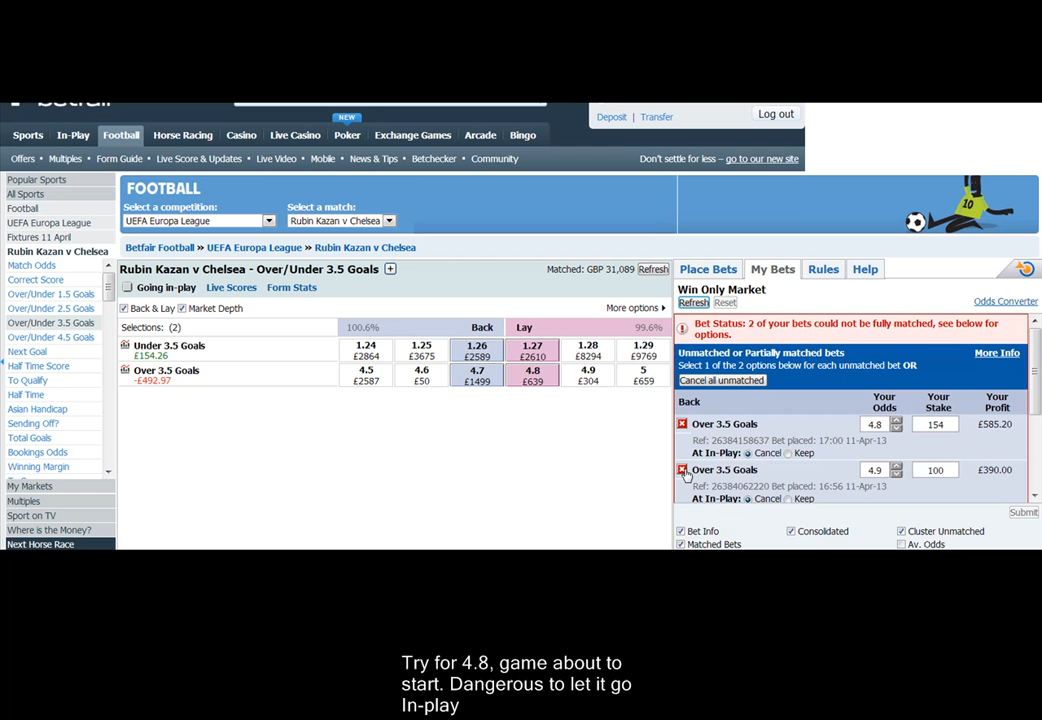 betfair
Deposit | Transfer
Log out
NEW
Sports In-Play Football Horse Racing Casino Live Casino Poker Exchange Games Arcade Bingo
Offers • Multiples • Form Guide • Live Score & Updates • Live Video • Mobile • News & Tips • Betchecker • Community
Don't settle for less – go to our new site
Popular Sports
All Sports
Football
UEFA Europa League
Fixtures 11 April
Rubin Kazan v Chelsea
Match Odds
Correct Score
Over/Under 1.5 Goals
Over/Under 2.5 Goals
Over/Under 3.5 Goals
Over/Under 4.5 Goals
Next Goal
Half Time Score
To Qualify
Half Time
Asian Handicap
Sending Off?
Total Goals
Bookings Odds
Winning Margin
My Markets
Multiples
Sport on TV
Where is the Money?
Next Horse Race
FOOTBALL
Select a competition: Select a match:
UEFA Europa League Rubin Kazan v Chelsea
10
Betfair Football » UEFA Europa League » Rubin Kazan v Chelsea
Rubin Kazan v Chelsea - Over/Under 3.5 Goals + Matched: GBP 31,089 Refresh
Going in-play Live Scores Form Stats
Back & Lay Market Depth More options
Selections: (2) 100.6% Back Lay 99.6%
Under 3.5 Goals 1.24 1.25 1.26 1.27 1.28 1.29
£154.26 £2864 £3675 £2589 £2610 £8294 £9769
Over 3.5 Goals 4.5 4.6 4.7 4.8 4.9 5
-£492.97 £2587 £50 £1499 £639 £304 £659
Place Bets My Bets Rules Help
Win Only Market
Refresh Reset Odds Converter
Bet Status: 2 of your bets could not be fully matched, see below for
options.
Unmatched or Partially matched bets More Info
Select 1 of the 2 options below for each unmatched bet OR
Cancel all unmatched
Back Your Odds Your Stake Your Profit
Over 3.5 Goals 4.8 154 £585.20
Ref: 26384158637 Bet placed: 17:00 11-Apr-13
At In-Play: Cancel Keep
Over 3.5 Goals 4.9 100 £390.00
Ref: 26384062220 Bet placed: 16:56 11-Apr-13
At In-Play: Cancel Keep
Submit
Bet Info Consolidated Cluster Unmatched
Matched Bets Av. Odds
Try for 4.8, game about to
start. Dangerous to let it go
In-play